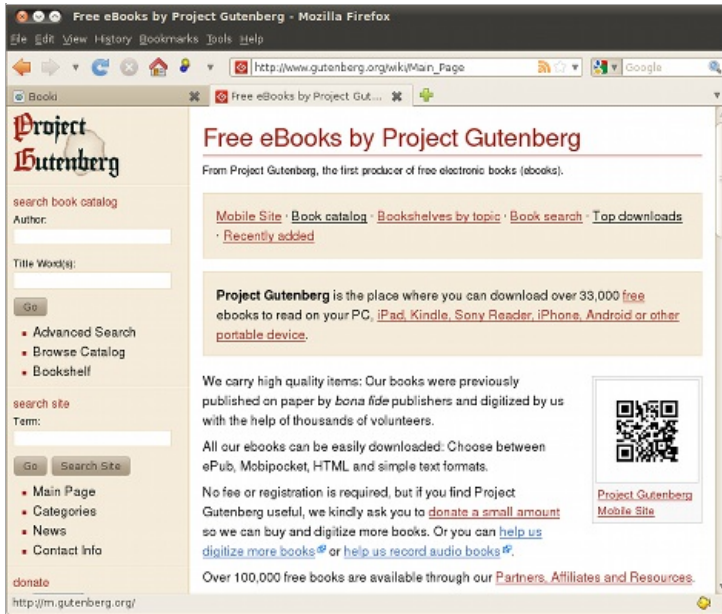 Free eBooks by Project Gutenberg - Mozilla Firefox
File Edit View History Bookmarks Tools Help
http://www.gutenberg.org/wiki/Main_Page
Google
Booki
Free eBooks by Project Gut...
Project
Gutenberg
search book catalog
Author:
Title Word(s):
Go
Advanced Search
Browse Catalog
Bookshelf
search site
Term:
Go Search Site
Main Page
Categories
News
Contact Info
donate
Free eBooks by Project Gutenberg
From Project Gutenberg, the first producer of free electronic books (ebooks).
Mobile Site · Book catalog · Bookshelves by topic · Book search · Top downloads
· Recently added
Project Gutenberg is the place where you can download over 33,000 free
ebooks to read on your PC, iPad, Kindle, Sony Reader, iPhone, Android or other
portable device.
We carry high quality items: Our books were previously
published on paper by bona fide publishers and digitized by us
with the help of thousands of volunteers.
All our ebooks can be easily downloaded: Choose between
ePub, Mobipocket, HTML and simple text formats.
No fee or registration is required, but if you find Project
Gutenberg useful, we kindly ask you to donate a small amount
so we can buy and digitize more books. Or you can help us
digitize more books or help us record audio books.
Project Gutenberg
Mobile Site
Over 100,000 free books are available through our Partners, Affiliates and Resources.
http://m.gutenberg.org/